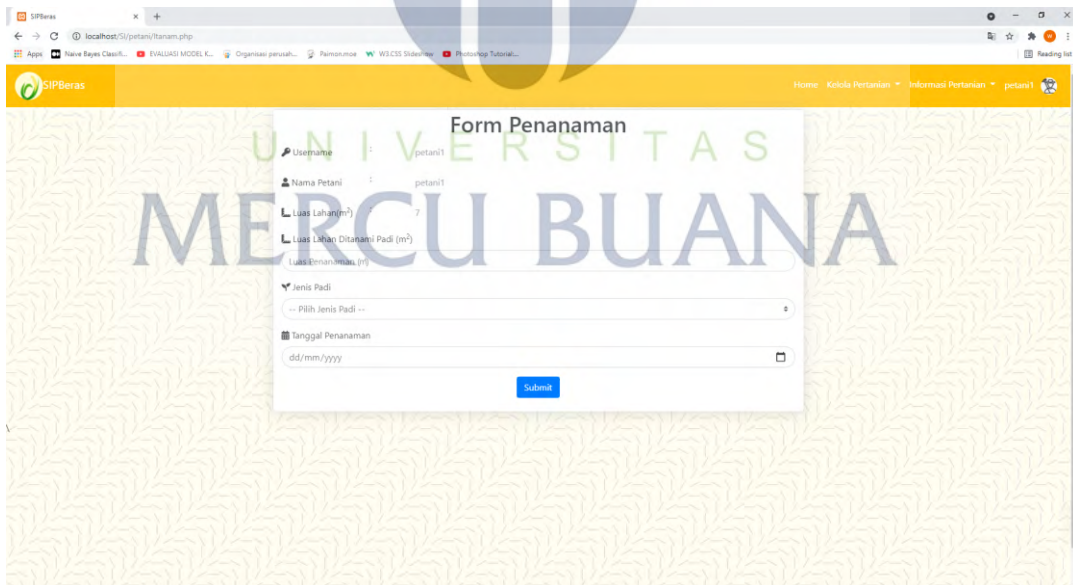 SIPBeras
localhost/SI/petani/ftanam.php
Apps Naive Bayes Classifi... EVALUASI MODEL K... Organisasi perusah... Paimon.moe W3.CSS Slideshow Photoshop Tutorial:...
Reading list
SIPBeras
Home Kelola Pertanian Informasi Pertanian petani1
Form Penanaman
UNIVERSITAS
MERCU BUANA
Username : petani1
Nama Petani : petani1
Luas Lahan(m²) : 7
Luas Lahan Ditanami Padi (m²)
Luas Penanaman (m)
Jenis Padi
-- Pilih Jenis Padi --
Tanggal Penanaman
dd/mm/yyyy
Submit